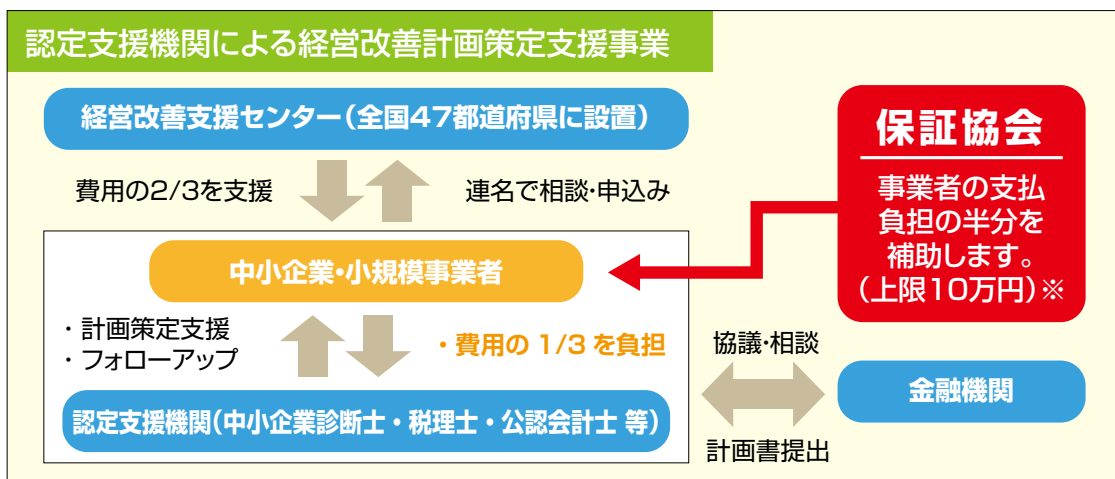 認定支援機関による経営改善計画策定支援事業
経営改善支援センター(全国47都道府県に設置)
費用の2/3を支援
連名で相談・申込み
保証協会
事業者の支払
負担の半分を
補助します。
(上限10万円)※
中小企業・小規模事業者
・計画策定支援
・フォローアップ
・費用の 1/3 を負担
認定支援機関(中小企業診断士・税理士・公認会計士 等)
協議・相談
計画書提出
金融機関